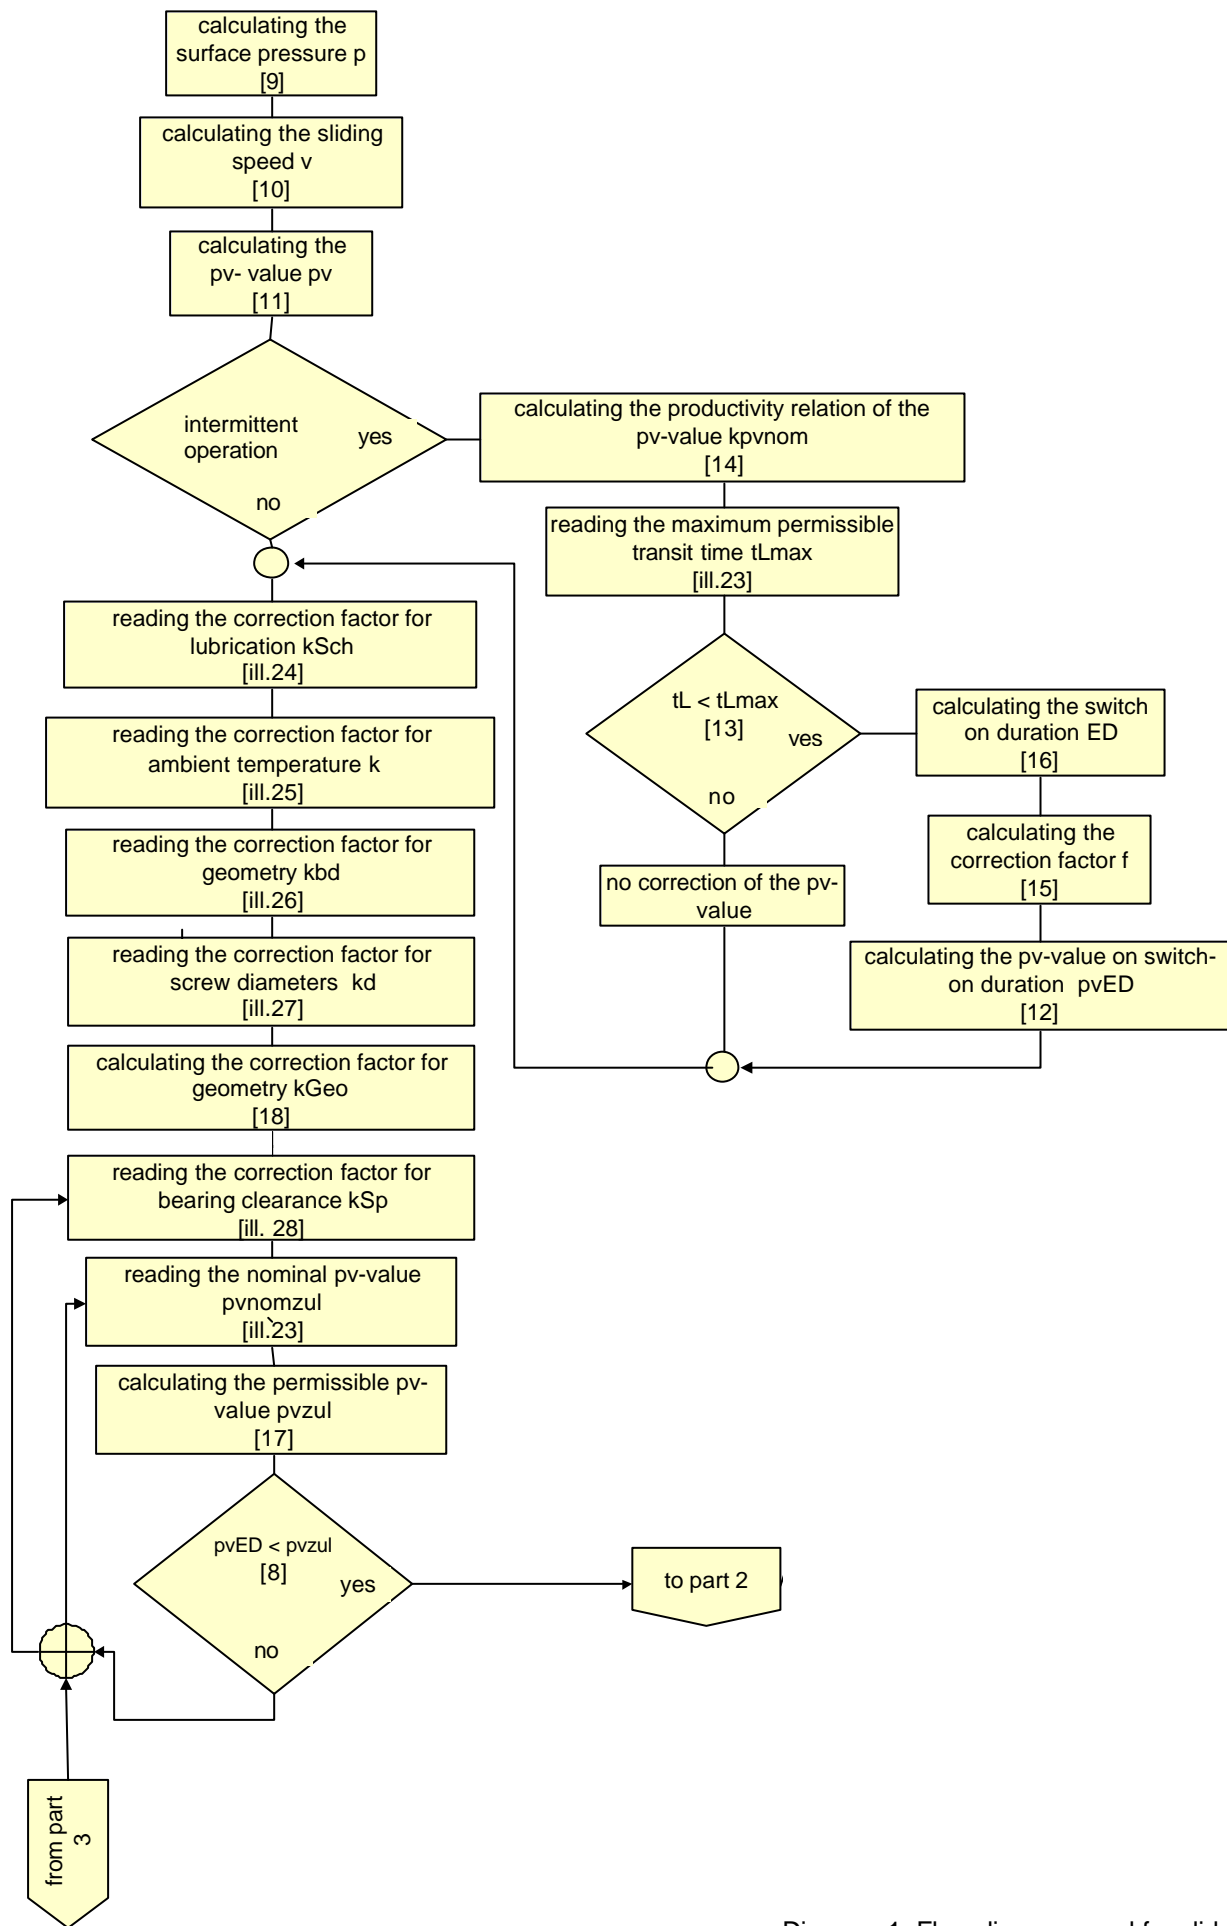 calculating the
surface pressure p
[9]
calculating the sliding
speed v
[10]
calculating the
pv- value pv
[11]
intermittent
operation
yes
no
calculating the productivity relation of the
pv-value kpvnom
[14]
reading the maximum permissible
transit time tLmax
[ill.23]
tL < tLmax
[13]
yes
no
calculating the switch
on duration ED
[16]
calculating the
correction factor f
[15]
calculating the pv-value on switch-
on duration pvED
[12]
no correction of the pv-
value
reading the correction factor for
lubrication kSch
[ill.24]
reading the correction factor for
ambient temperature k
[ill.25]
reading the correction factor for
geometry kbd
[ill.26]
reading the correction factor for
screw diameters kd
[ill.27]
calculating the correction factor for
geometry kGeo
[18]
reading the correction factor for
bearing clearance kSp
[ill. 28]
reading the nominal pv-value
pvnomzul
[ill.23]
calculating the permissible pv-
value pvzul
[17]
pvED < pvzul
[8]
yes
no
to part 2
from part
3